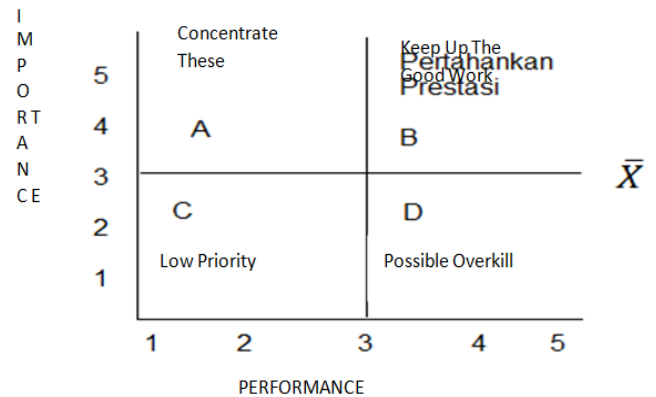 I
M
P
O
R T
A
N
C E
Concentrate
These
Keep Up The
Good Work
Pertahankan
Prestasi
5
4
3
2
1
A
B
C
D
X̅
Low Priority
Possible Overkill
1 2 3 4 5
PERFORMANCE